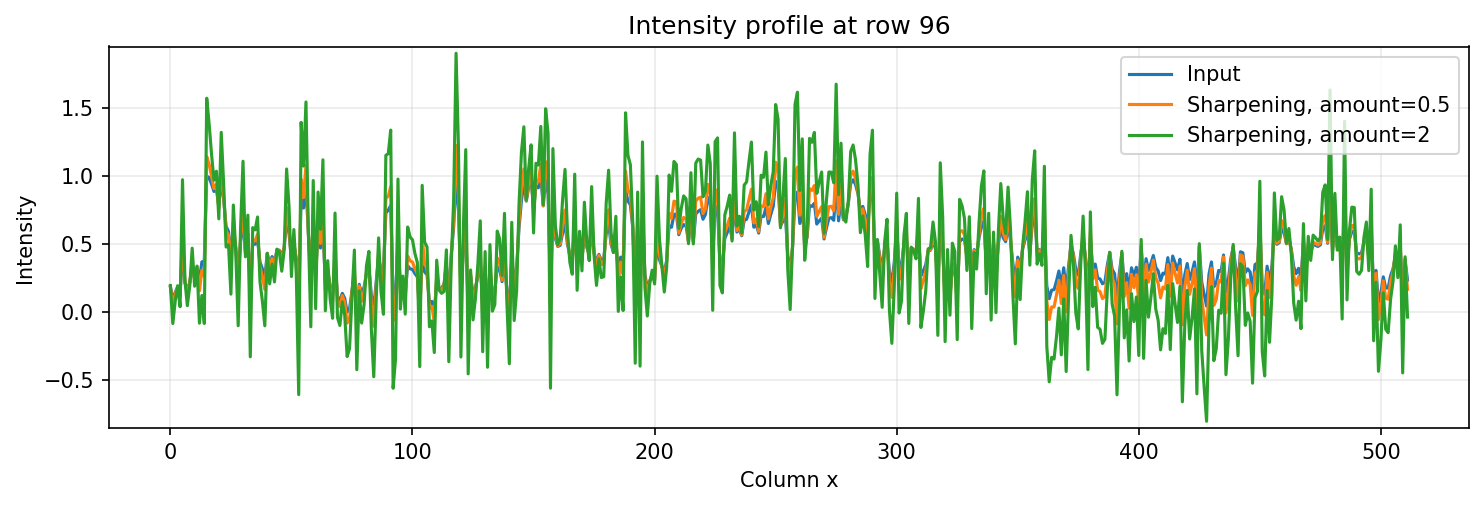 Intensity profile at row 96
Input
Sharpening, amount=0.5
Sharpening, amount=2
Intensity
1.5
1.0
0.5
0.0
−0.5
0
100
200
300
400
500
Column x